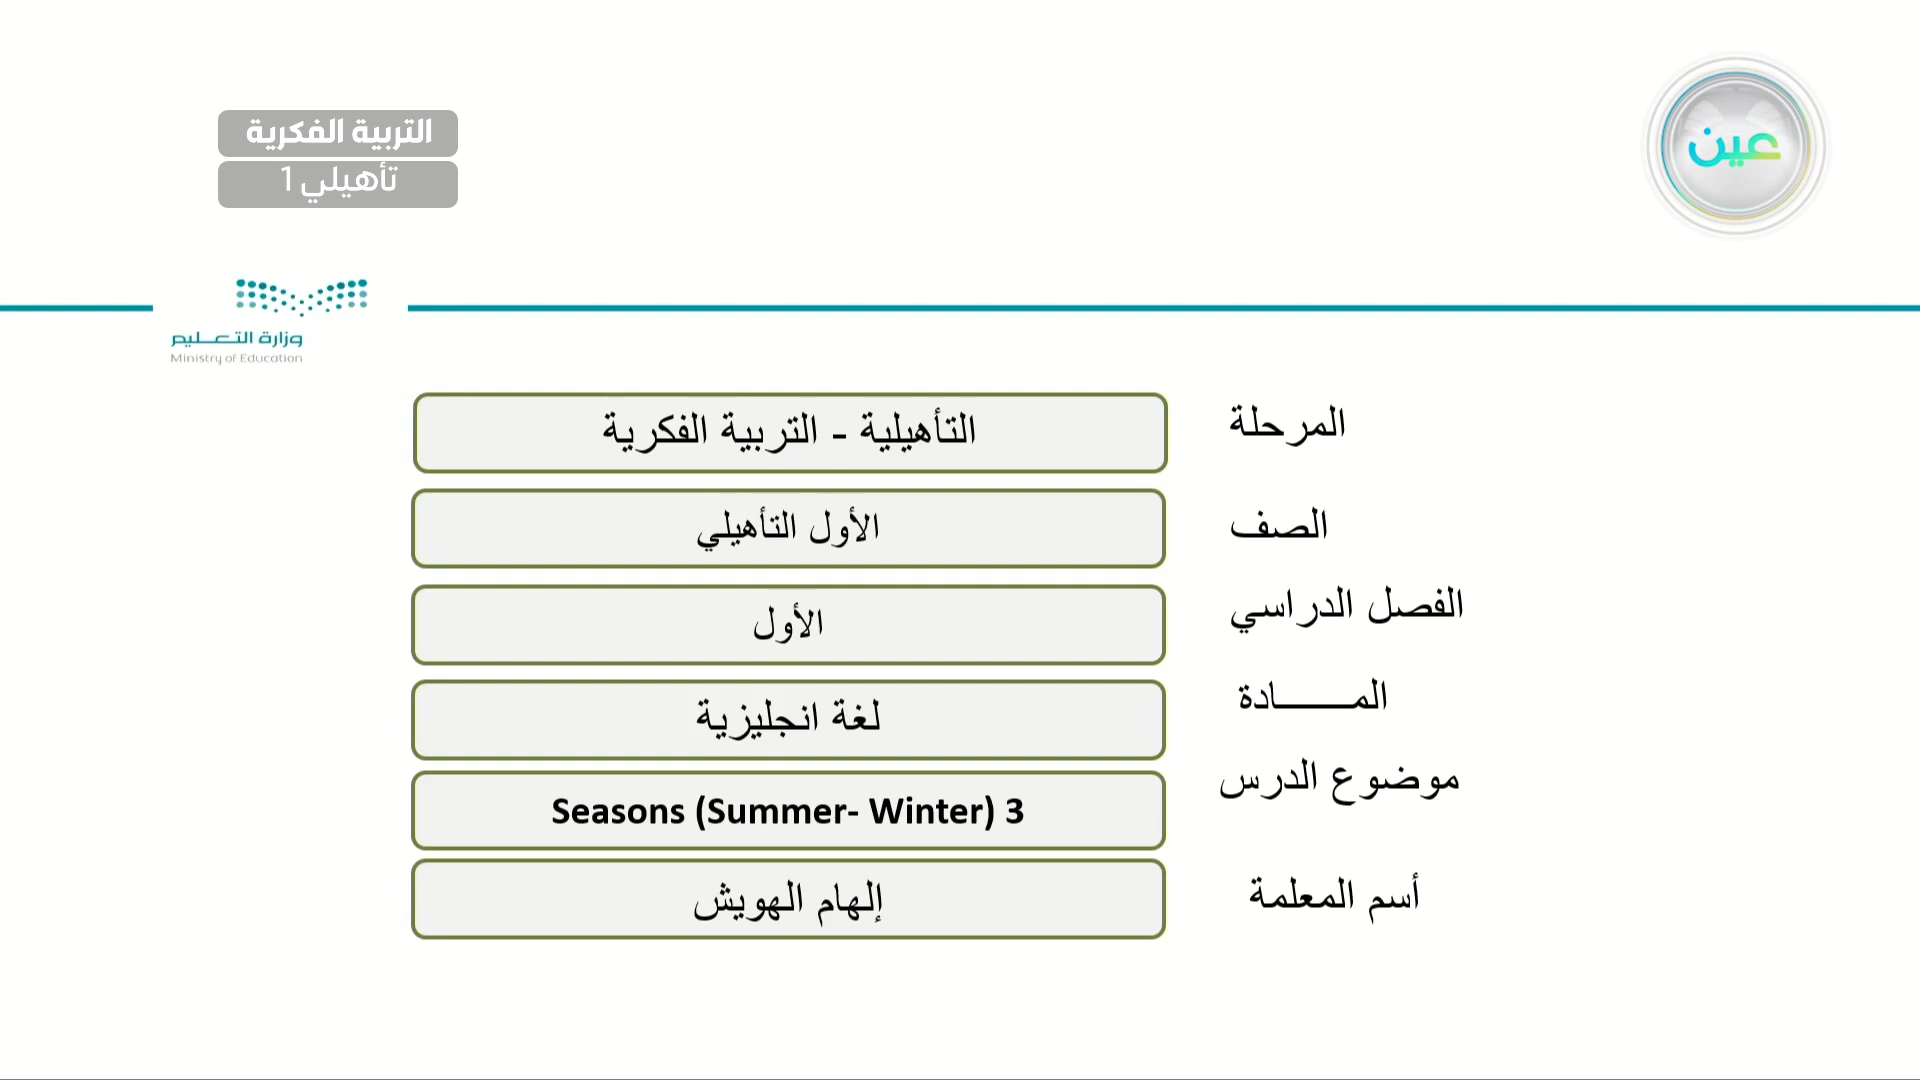 التربية الفكرية
تأهيلي 1
عين
وزارة التعليم
Ministry of Education
المرحلة
التأهيلية - التربية الفكرية
الصف
الأول التأهيلي
الفصل الدراسي
الأول
المـــــــادة
لغة انجليزية
موضوع الدرس
Seasons (Summer- Winter) 3
أسم المعلمة
إلهام الهويش